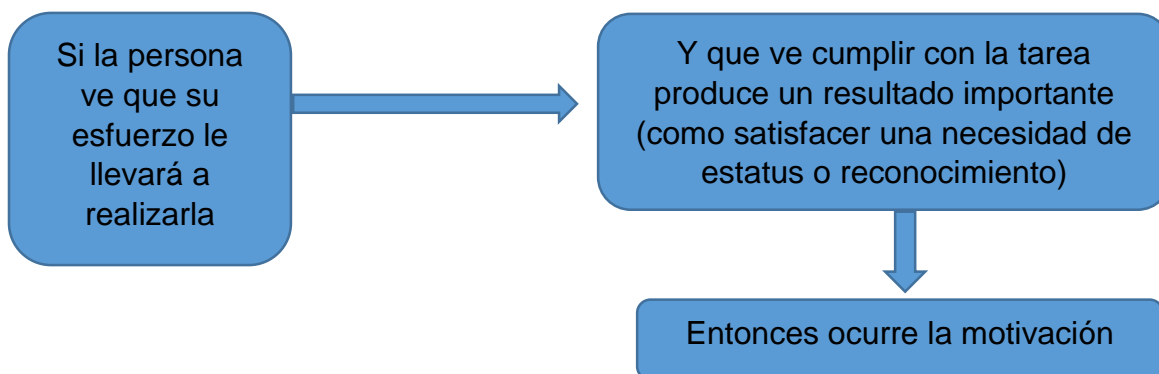 Si la persona
ve que su
esfuerzo le
llevará a
realizarla
Y que ve cumplir con la tarea
produce un resultado importante
(como satisfacer una necesidad de
estatus o reconocimiento)
Entonces ocurre la motivación